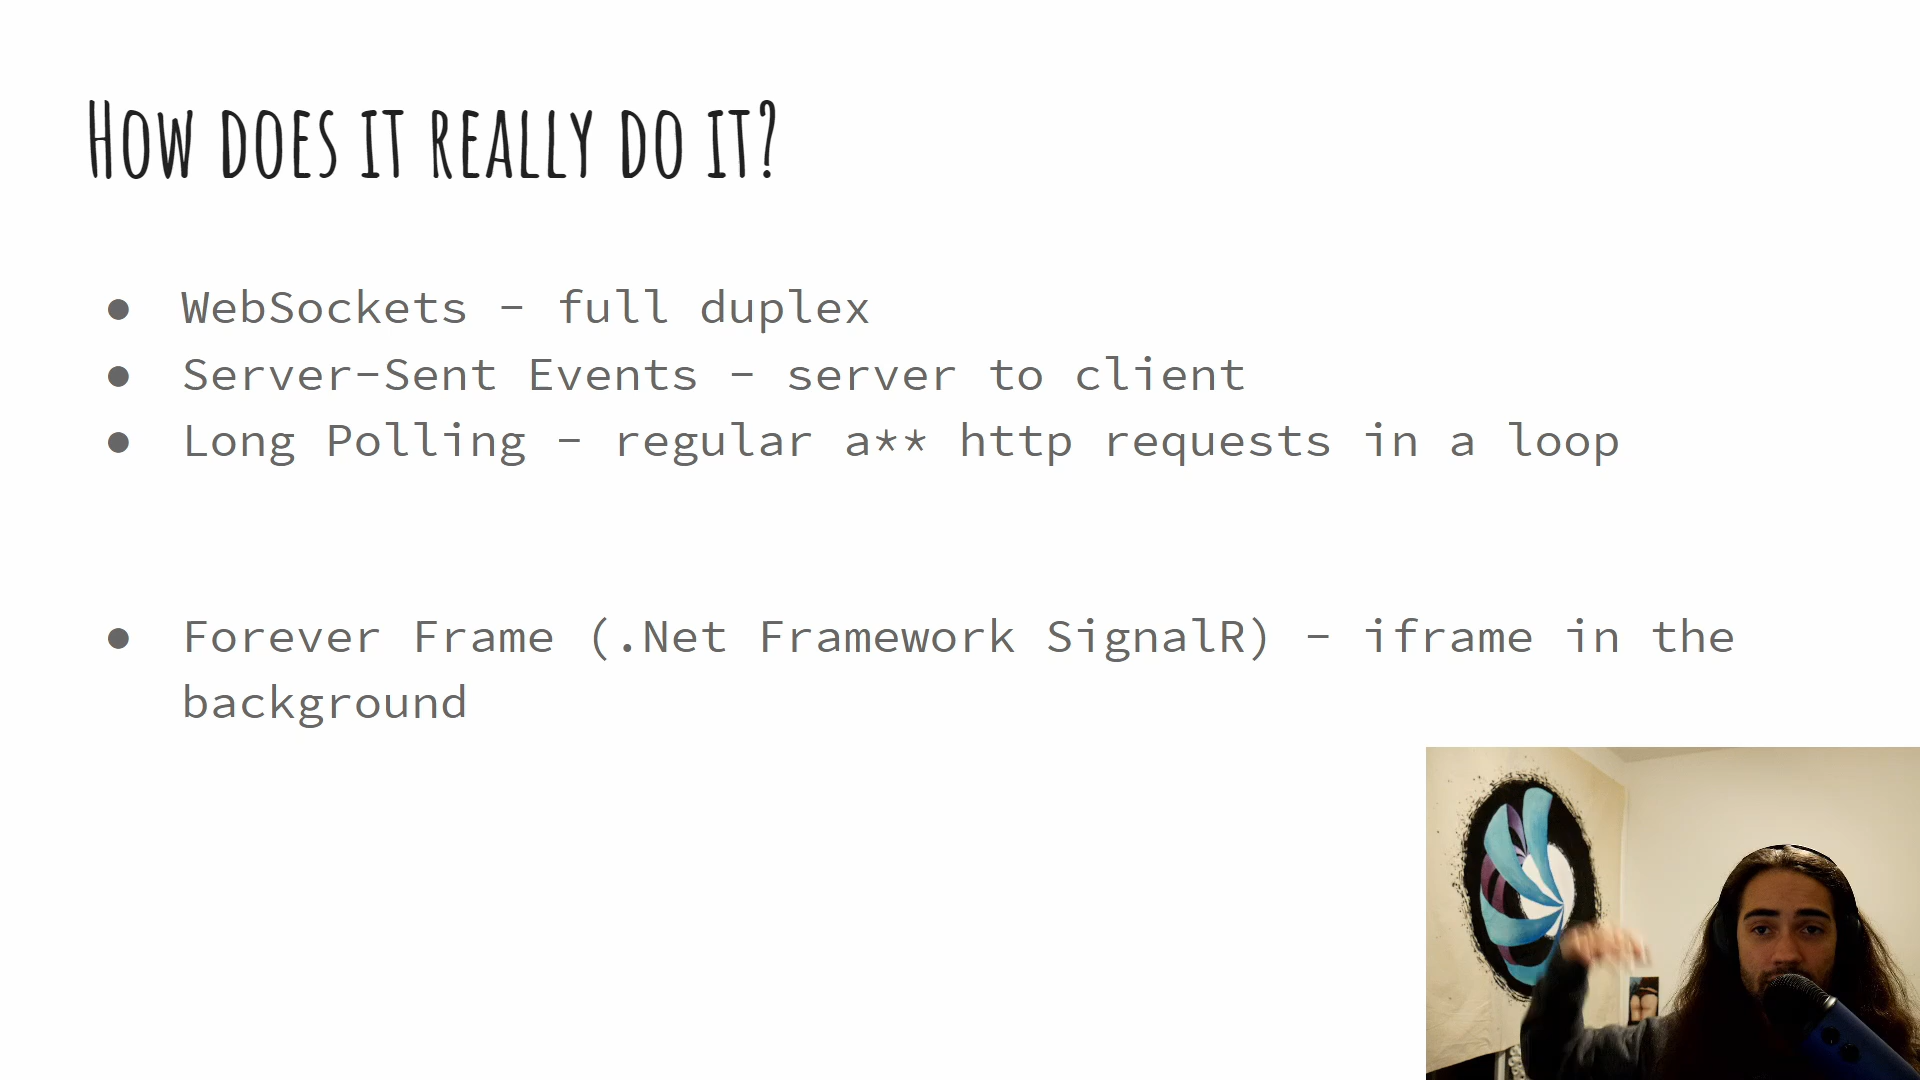 How does it really do it?
● WebSockets - full duplex
● Server-Sent Events - server to client
● Long Polling - regular a** http requests in a loop
● Forever Frame (.Net Framework SignalR) - iframe in the
background